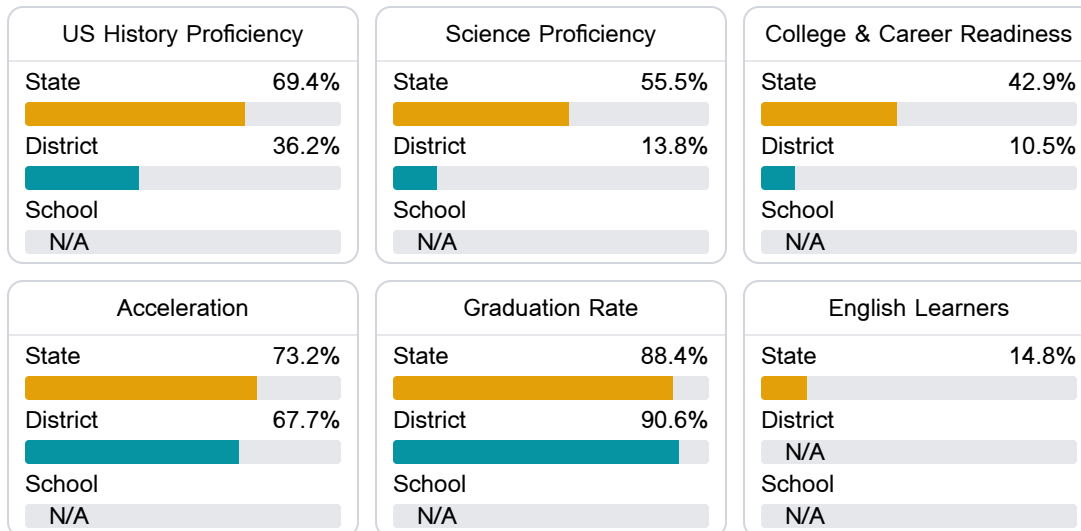 US History Proficiency
State 69.4%
District 36.2%
School
N/A
Science Proficiency
State 55.5%
District 13.8%
School
N/A
College & Career Readiness
State 42.9%
District 10.5%
School
N/A
Acceleration
State 73.2%
District 67.7%
School
N/A
Graduation Rate
State 88.4%
District 90.6%
School
N/A
English Learners
State 14.8%
District
N/A
School
N/A